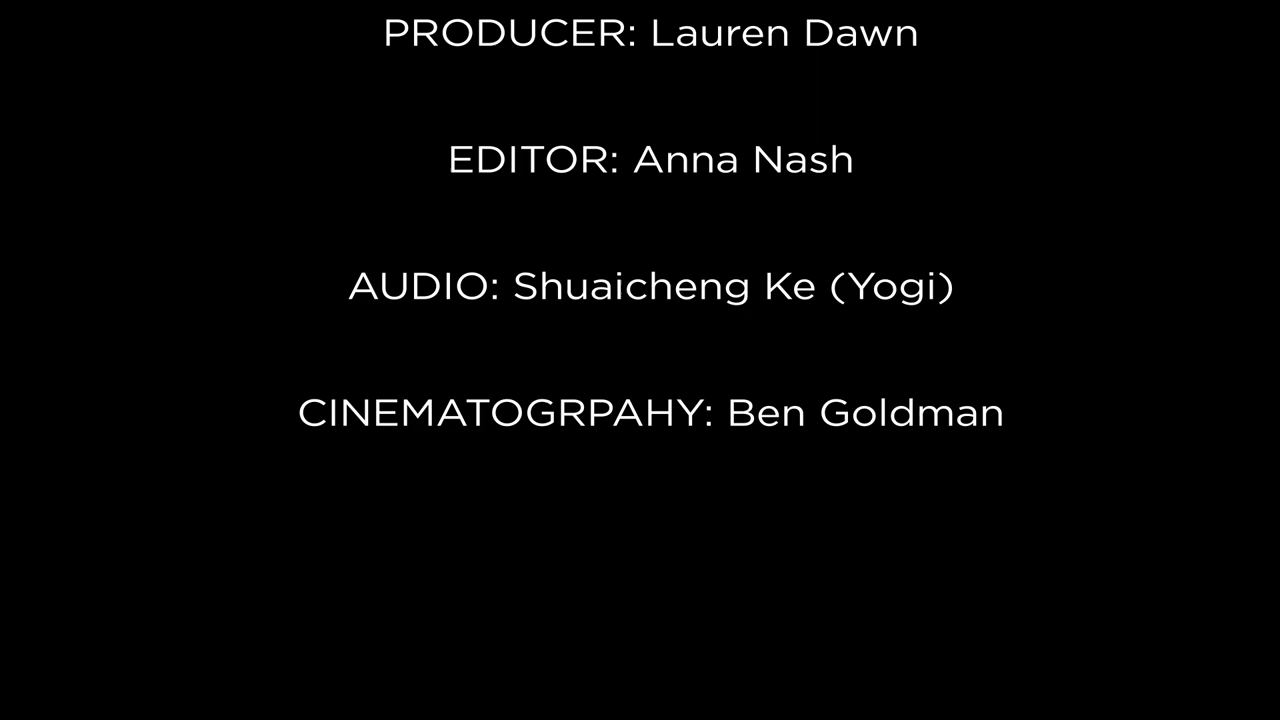 PRODUCER: Lauren Dawn
EDITOR: Anna Nash
AUDIO: Shuaicheng Ke (Yogi)
CINEMATOGRPAHY: Ben Goldman